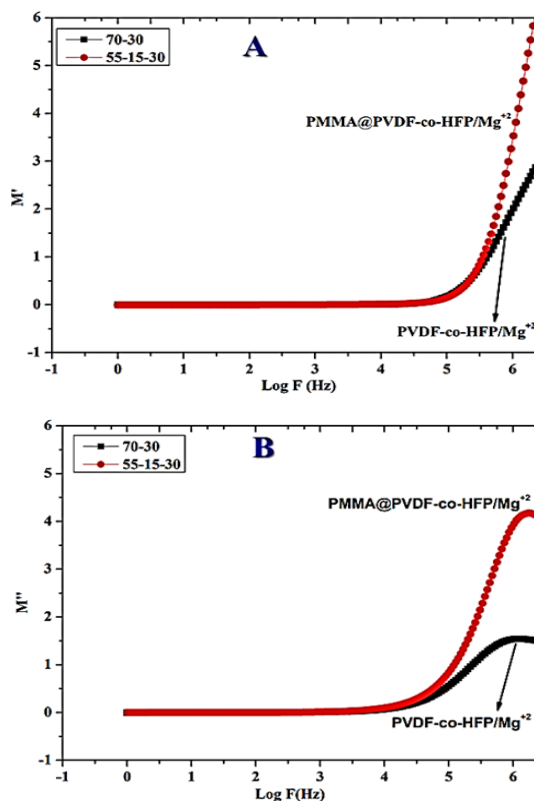 A
70-30
55-15-30
PMMA@PVDF-co-HFP/Mg+2
PVDF-co-HFP/Mg+2
M'
6
5
4
3
2
1
0
-1
-1 0 1 2 3 4 5 6
Log F (Hz)
B
70-30
55-15-30
PMMA@PVDF-co-HFP/Mg+2
PVDF-co-HFP/Mg+2
M"
6
5
4
3
2
1
0
-1
-1 0 1 2 3 4 5 6
Log F(Hz)